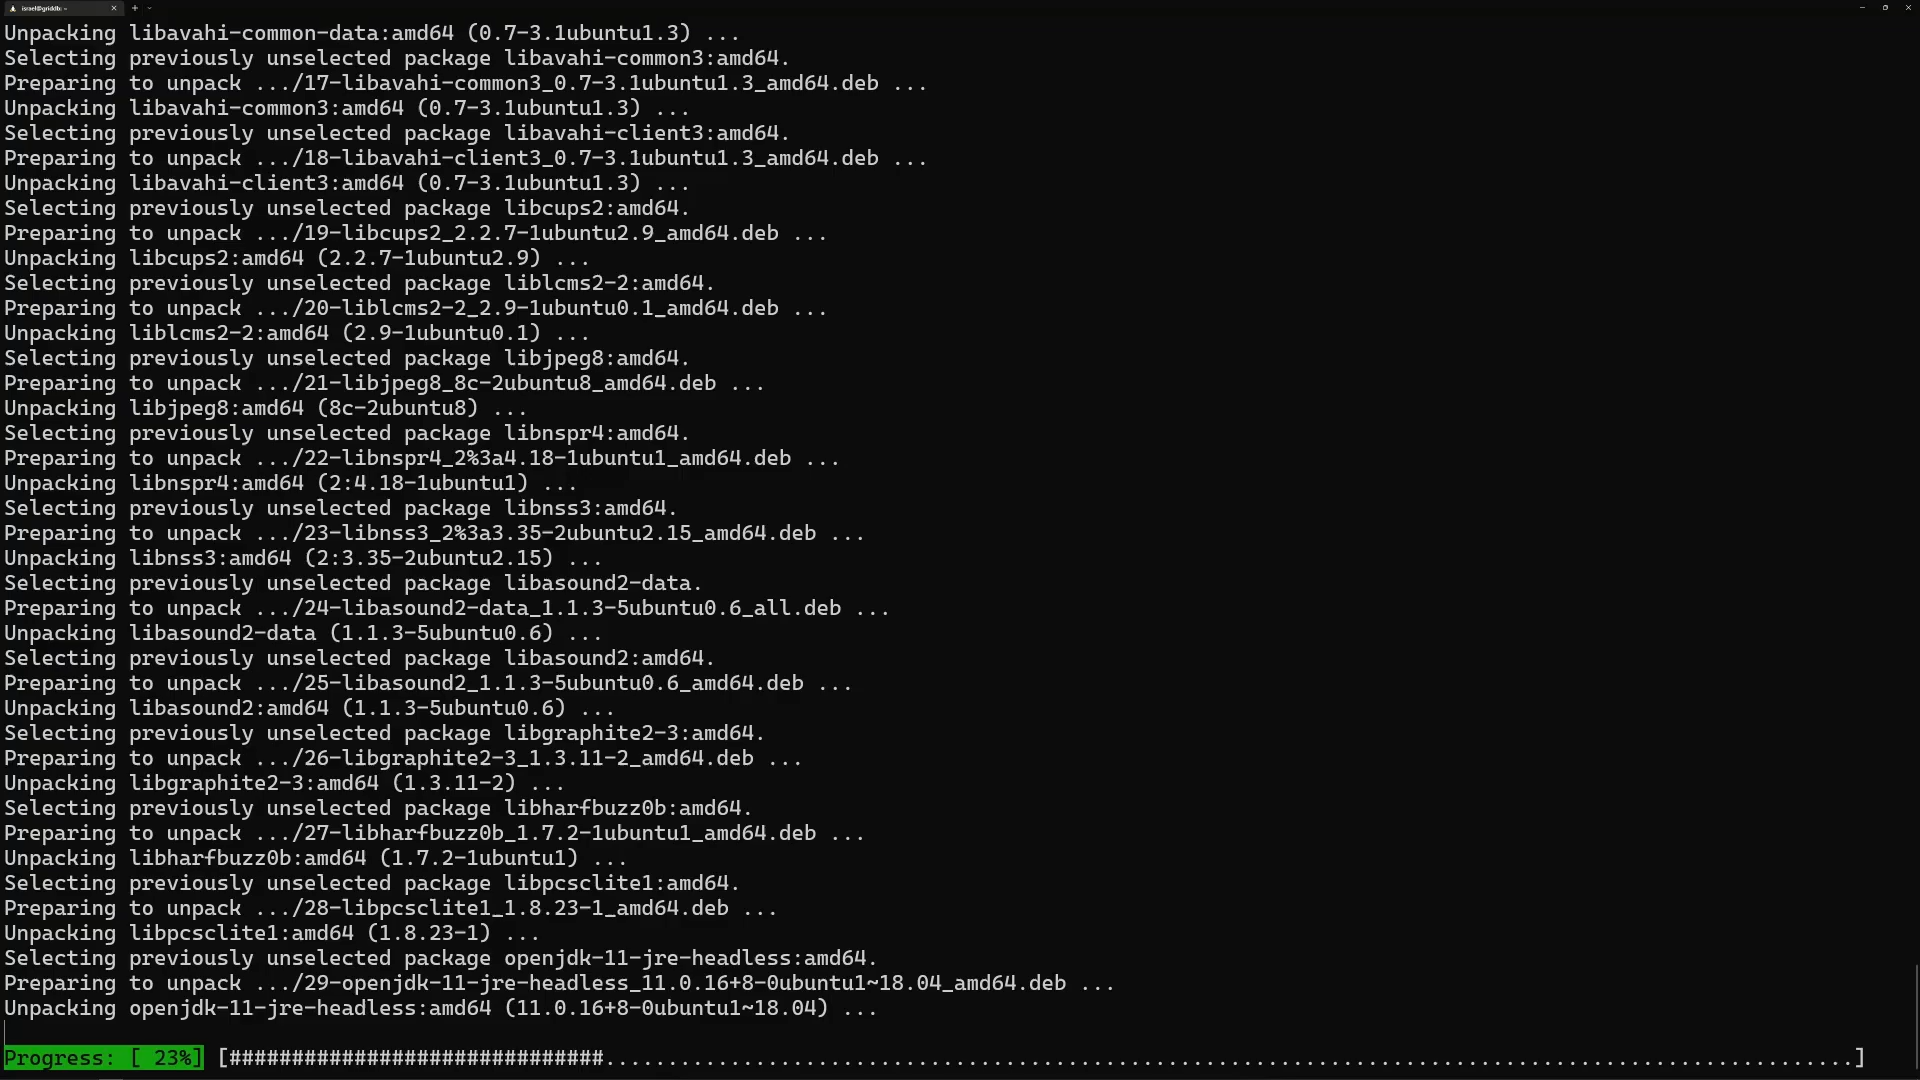 israel@griddb: ~
Unpacking libavahi-common-data:amd64 (0.7-3.1ubuntu1.3) ...
Selecting previously unselected package libavahi-common3:amd64.
Preparing to unpack .../17-libavahi-common3_0.7-3.1ubuntu1.3_amd64.deb ...
Unpacking libavahi-common3:amd64 (0.7-3.1ubuntu1.3) ...
Selecting previously unselected package libavahi-client3:amd64.
Preparing to unpack .../18-libavahi-client3_0.7-3.1ubuntu1.3_amd64.deb ...
Unpacking libavahi-client3:amd64 (0.7-3.1ubuntu1.3) ...
Selecting previously unselected package libcups2:amd64.
Preparing to unpack .../19-libcups2_2.2.7-1ubuntu2.9_amd64.deb ...
Unpacking libcups2:amd64 (2.2.7-1ubuntu2.9) ...
Selecting previously unselected package liblcms2-2:amd64.
Preparing to unpack .../20-liblcms2-2_2.9-1ubuntu0.1_amd64.deb ...
Unpacking liblcms2-2:amd64 (2.9-1ubuntu0.1) ...
Selecting previously unselected package libjpeg8:amd64.
Preparing to unpack .../21-libjpeg8_8c-2ubuntu8_amd64.deb ...
Unpacking libjpeg8:amd64 (8c-2ubuntu8) ...
Selecting previously unselected package libnspr4:amd64.
Preparing to unpack .../22-libnspr4_2%3a4.18-1ubuntu1_amd64.deb ...
Unpacking libnspr4:amd64 (2:4.18-1ubuntu1) ...
Selecting previously unselected package libnss3:amd64.
Preparing to unpack .../23-libnss3_2%3a3.35-2ubuntu2.15_amd64.deb ...
Unpacking libnss3:amd64 (2:3.35-2ubuntu2.15) ...
Selecting previously unselected package libasound2-data.
Preparing to unpack .../24-libasound2-data_1.1.3-5ubuntu0.6_all.deb ...
Unpacking libasound2-data (1.1.3-5ubuntu0.6) ...
Selecting previously unselected package libasound2:amd64.
Preparing to unpack .../25-libasound2_1.1.3-5ubuntu0.6_amd64.deb ...
Unpacking libasound2:amd64 (1.1.3-5ubuntu0.6) ...
Selecting previously unselected package libgraphite2-3:amd64.
Preparing to unpack .../26-libgraphite2-3_1.3.11-2_amd64.deb ...
Unpacking libgraphite2-3:amd64 (1.3.11-2) ...
Selecting previously unselected package libharfbuzz0b:amd64.
Preparing to unpack .../27-libharfbuzz0b_1.7.2-1ubuntu1_amd64.deb ...
Unpacking libharfbuzz0b:amd64 (1.7.2-1ubuntu1) ...
Selecting previously unselected package libpcsclite1:amd64.
Preparing to unpack .../28-libpcsclite1_1.8.23-1_amd64.deb ...
Unpacking libpcsclite1:amd64 (1.8.23-1) ...
Selecting previously unselected package openjdk-11-jre-headless:amd64.
Preparing to unpack .../29-openjdk-11-jre-headless_11.0.16+8-0ubuntu1~18.04_amd64.deb ...
Unpacking openjdk-11-jre-headless:amd64 (11.0.16+8-0ubuntu1~18.04) ...
Progress: [ 23%] [##############################....................................................................................................]